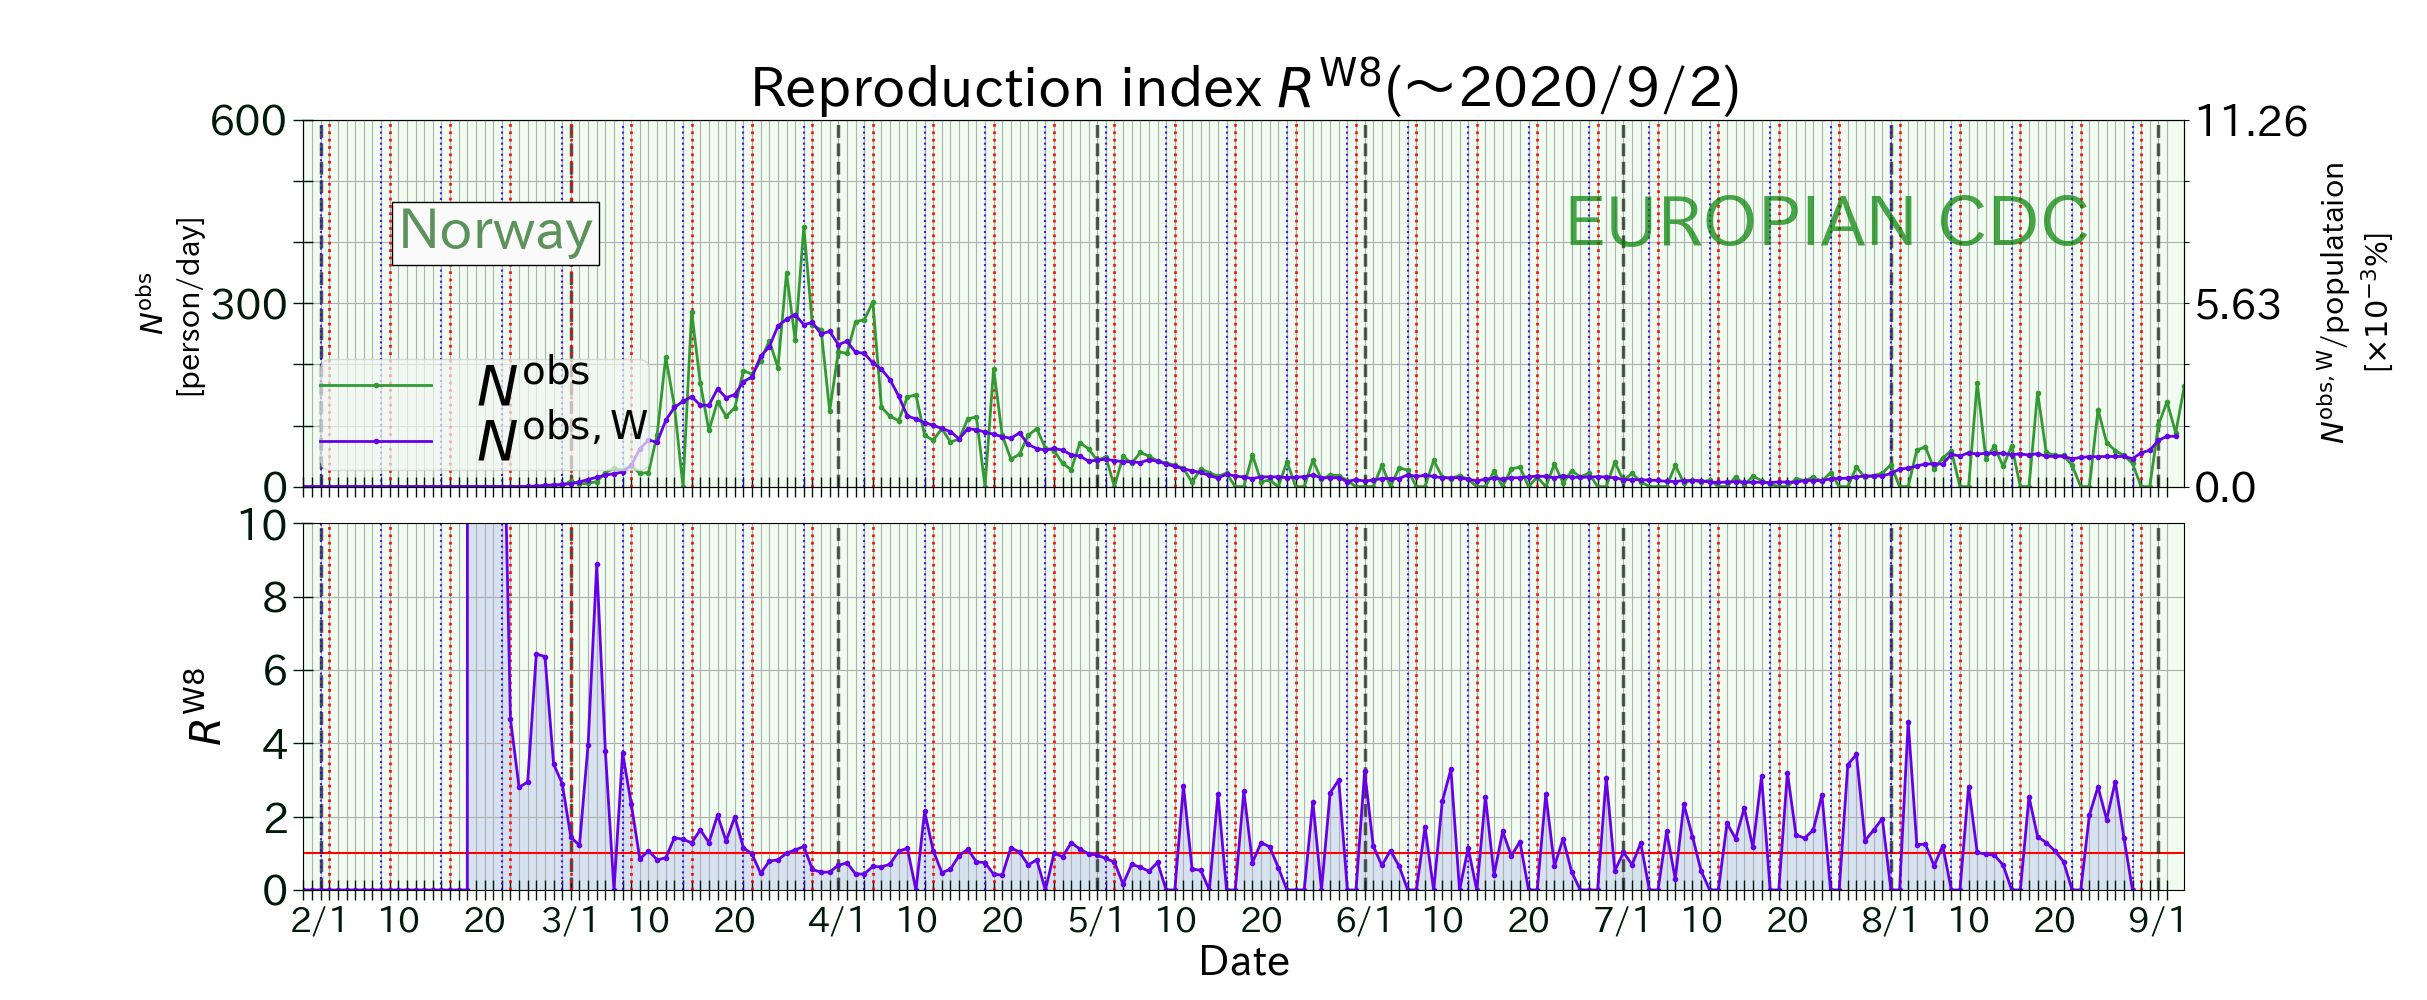 Reproduction index R^W8(～2020/9/2)
600
300
0
N^obs
[person/day]
Norway
EUROPIAN CDC
N^obs
N^obs, W
11.26
5.63
0.0
N^obs, W/populataion
[×10^−3%]
10
8
6
4
2
0
R^W8
2/1 10 20 3/1 10 20 4/1 10 20 5/1 10 20 6/1 10 20 7/1 10 20 8/1 10 20 9/1
Date